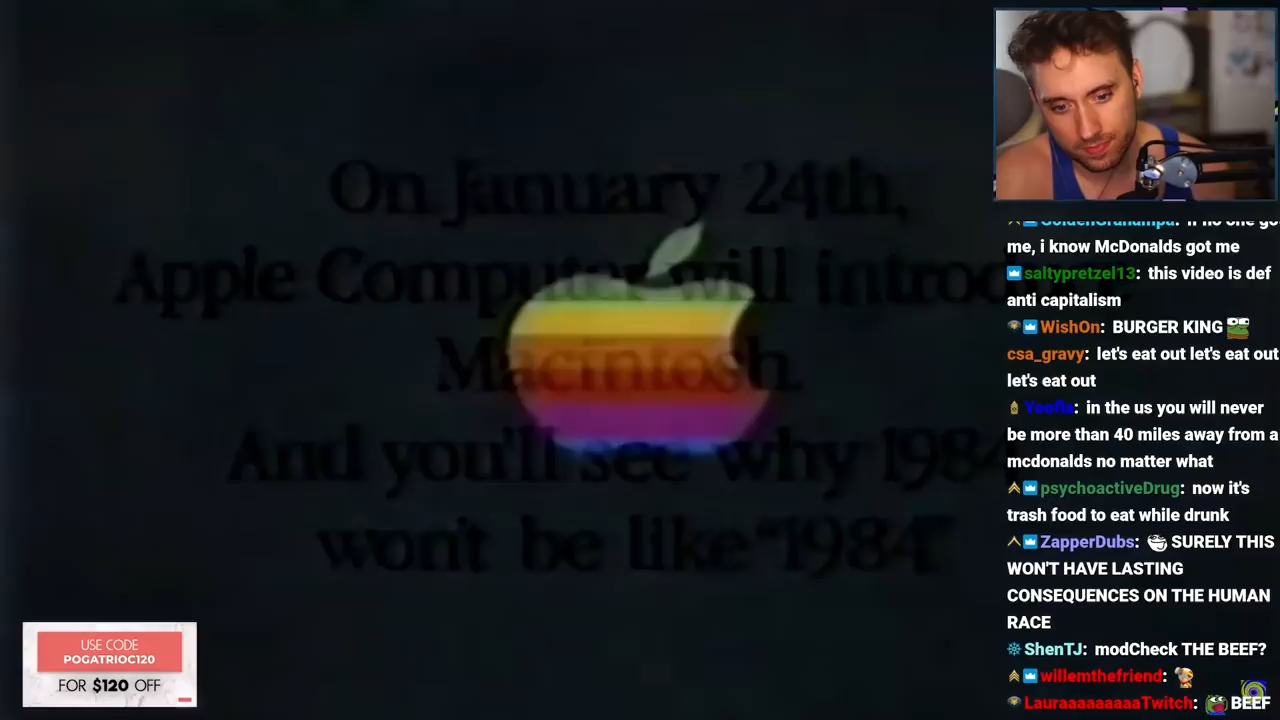 On January 24th,
Apple Computer will introduce
Macintosh.
And you'll see why 1984
won't be like "1984"
USE CODE
POGATRIOC120
FOR $120 OFF
me, i know McDonalds got me
saltypretzel13: this video is def
anti capitalism
WishOn: BURGER KING
csa_gravy: let's eat out let's eat out
let's eat out
Yoofla: in the us you will never
be more than 40 miles away from a
mcdonalds no matter what
psychoactiveDrug: now it's
trash food to eat while drunk
ZapperDubs: SURELY THIS
WON'T HAVE LASTING
CONSEQUENCES ON THE HUMAN
RACE
ShenTJ: modCheck THE BEEF?
willemthefriend:
LauraaaaaaaaaTwitch: BEEF